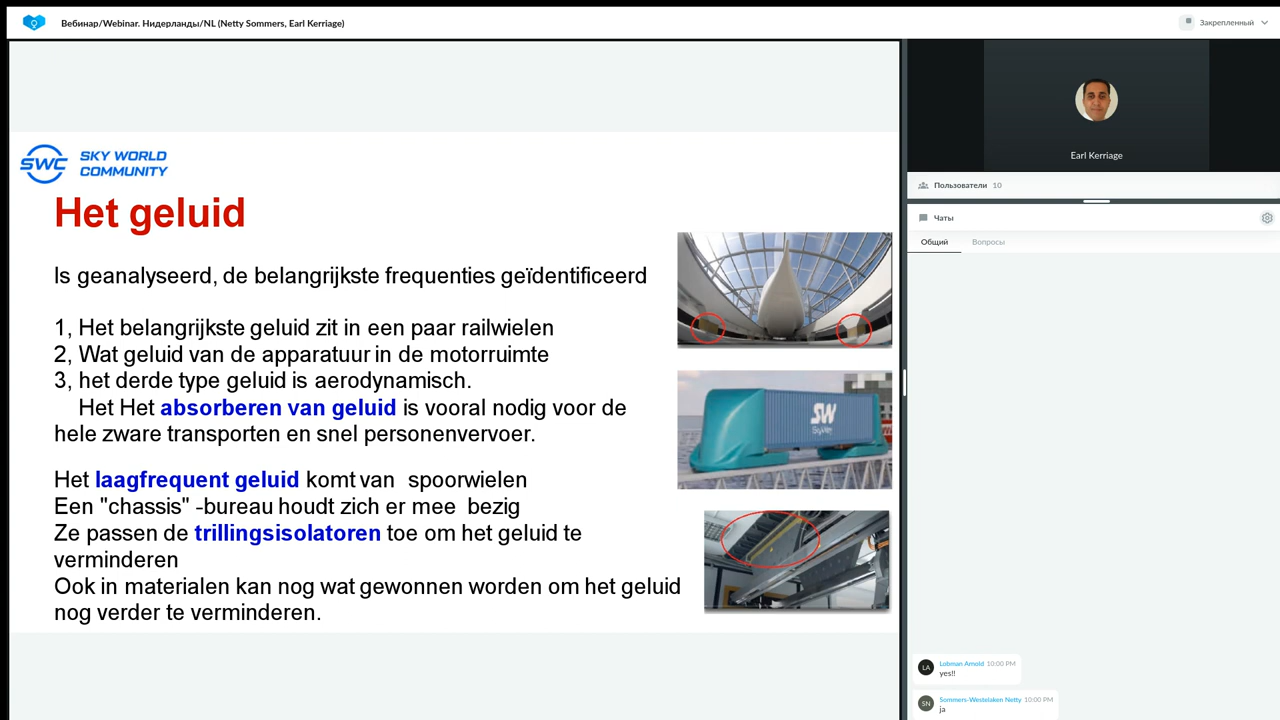 Вебинар/Webinar. Нидерланды/NL (Netty Sommers, Earl Kerriage)
Закрепленный
SWC SKY WORLD
COMMUNITY
Het geluid
Is geanalyseerd, de belangrijkste frequenties geïdentificeerd
1, Het belangrijkste geluid zit in een paar railwielen
2, Wat geluid van de apparatuur in de motorruimte
3, het derde type geluid is aerodynamisch.
Het Het absorberen van geluid is vooral nodig voor de
hele zware transporten en snel personenvervoer.
Het laagfrequent geluid komt van spoorwielen
Een "chassis" -bureau houdt zich er mee bezig
Ze passen de trillingsisolatoren toe om het geluid te
verminderen
Ook in materialen kan nog wat gewonnen worden om het geluid
nog verder te verminderen.
SW
SkyWay
Earl Kerriage
Пользователи 10
Чаты
Общий Вопросы
LA Lobman Arnold 10:00 PM
yes!!
SN Sommers-Westelaken Netty 10:00 PM
ja